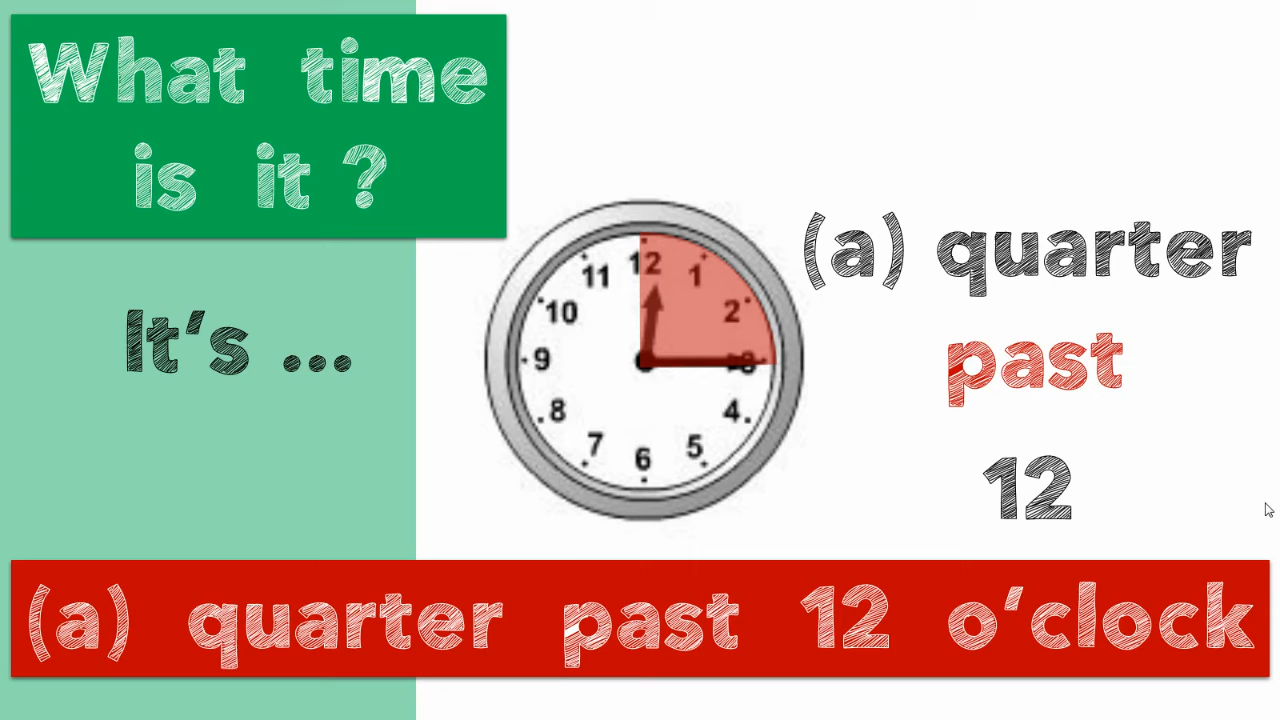 What time
is it ?
It's ...
12
1
2
3
4
5
6
7
8
9
10
11
(a) quarter
past
12
(a) quarter past 12 o'clock